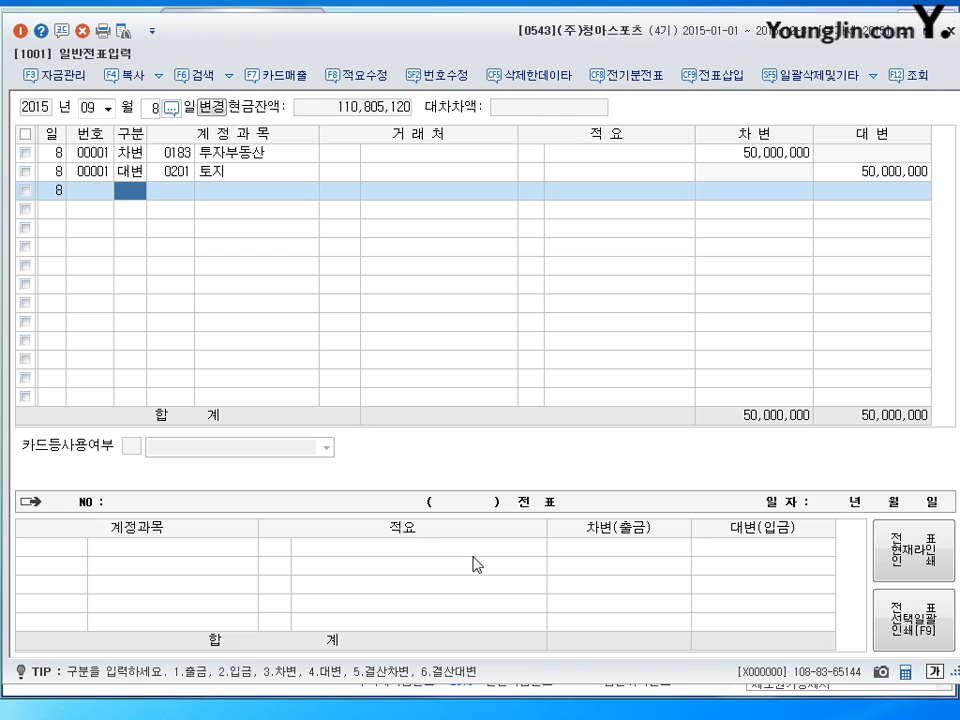 [0543](주)청아스포츠 (4기) 2015-01-01 ~
Younglin.com Y.
[1001] 일반전표입력
F3 자금관리 F4 복사 F6 검색 F7 카드매출 F8 적요수정 SF2 번호수정 CF5 삭제한데이타 CF8 전기분전표 CF9 전표삽입 SF5 일괄삭제및기타 F12 조회
2015 년 09 월 8 일 변경 현금잔액: 110,805,120 대차차액:
일 번호 구분 계 정 과 목 거 래 처 적 요 차 변 대 변
8 00001 차변 0183 투자부동산 50,000,000
8 00001 대변 0201 토지 50,000,000
8
합 계 50,000,000 50,000,000
카드등사용여부
NO : ( ) 전 표 일 자 : 년 월 일
계정과목 적요 차변(출금) 대변(입금)
합 계
전 표
현재라인
인 쇄
전 표
선택일괄
인쇄[F9]
TIP : 구분을 입력하세요. 1.출금, 2.입금, 3.차변, 4.대변, 5.결산차변, 6.결산대변
[X000000] 108-83-65144 가